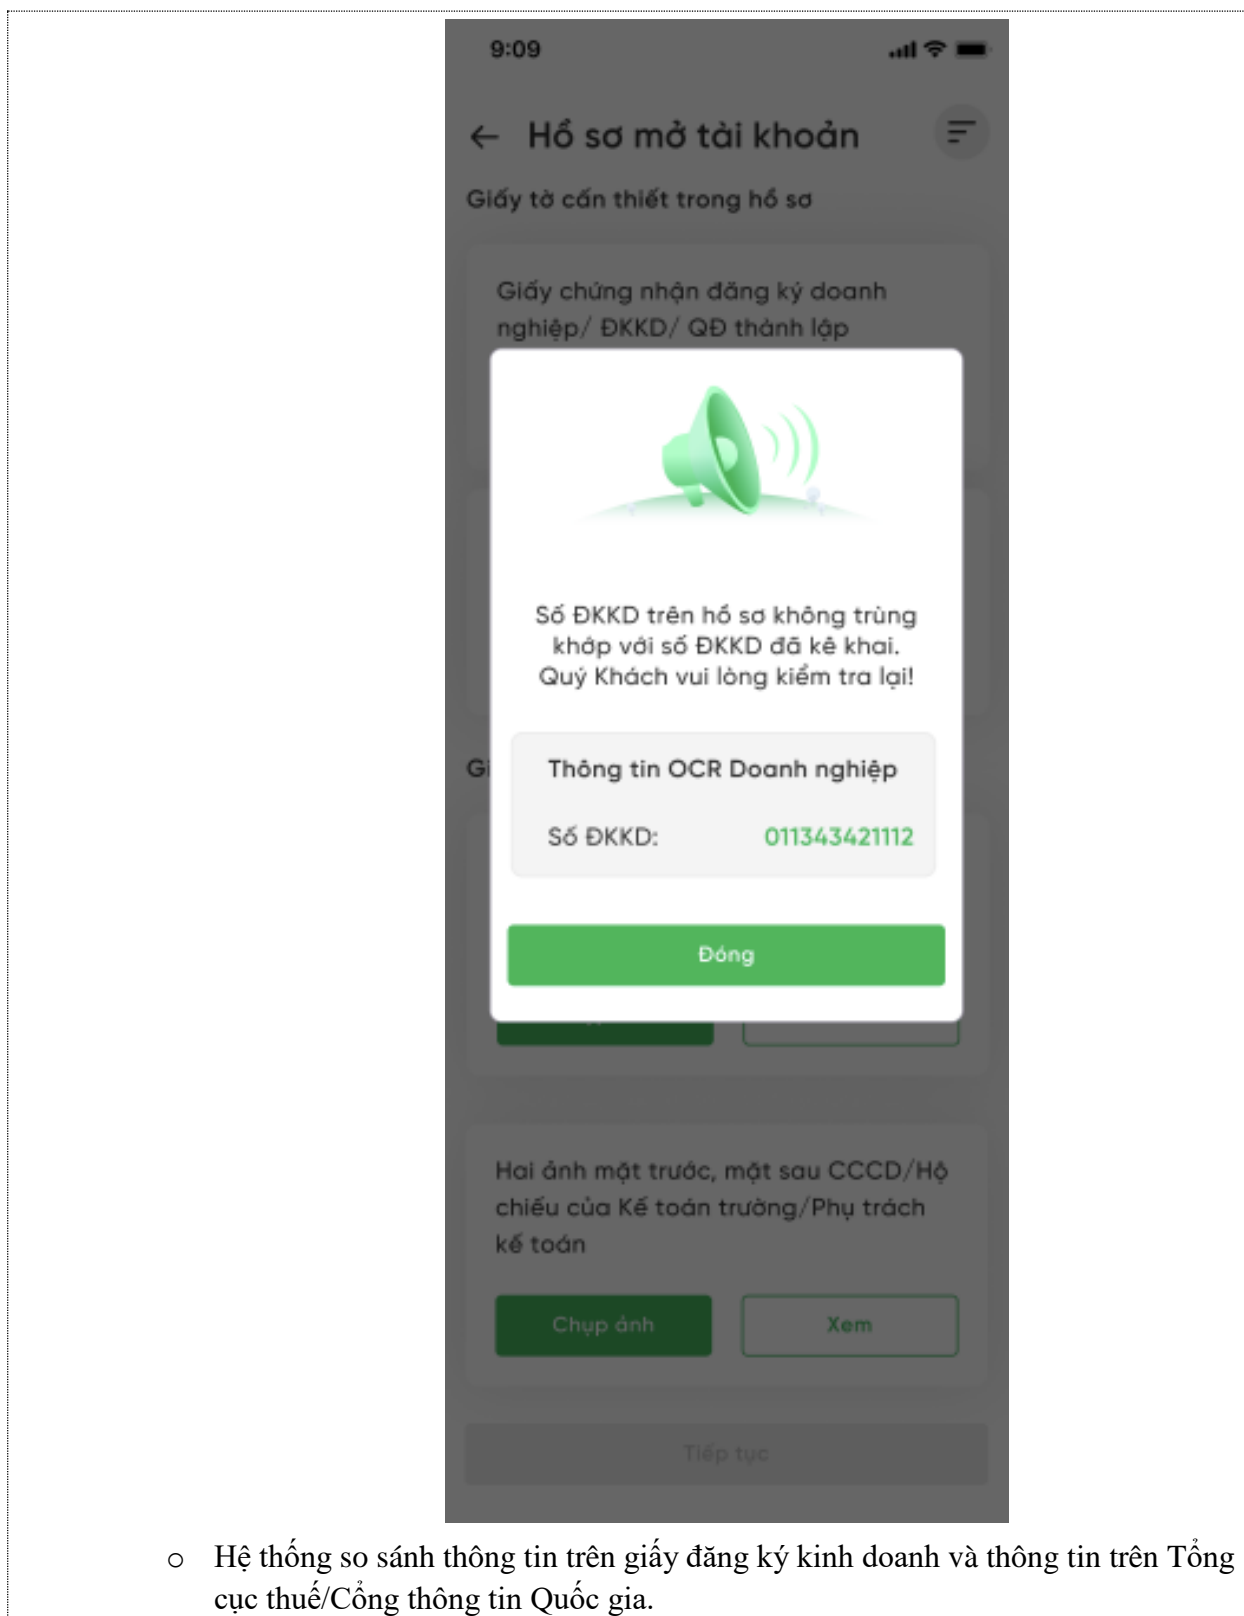 9:09
Hồ sơ mở tài khoản
Giấy tờ cần thiết trong hồ sơ
Giấy chứng nhận đăng ký doanh
nghiệp/ ĐKKD/ QĐ thành lập
Số ĐKKD trên hồ sơ không trùng
khớp với số ĐKKD đã kê khai.
Quý Khách vui lòng kiểm tra lại!
Gi
Thông tin OCR Doanh nghiệp
Số ĐKKD: 011343421112
Đóng
Hai ảnh mặt trước, mặt sau CCCD/Hộ
chiếu của Kế toán trưởng/Phụ trách
kế toán
Chụp ảnh Xem
Tiếp tục
o Hệ thống so sánh thông tin trên giấy đăng ký kinh doanh và thông tin trên Tổng
cục thuế/Cổng thông tin Quốc gia.